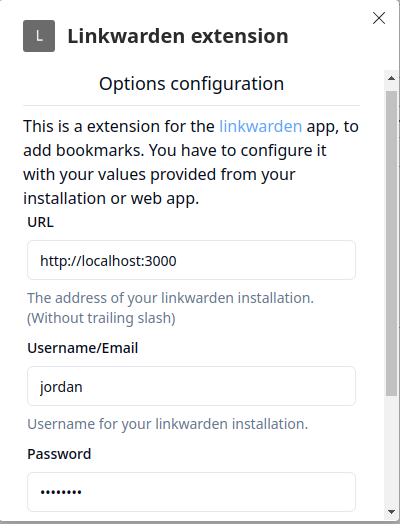 L
Linkwarden extension
Options configuration
This is a extension for the linkwarden app, to
add bookmarks. You have to configure it
with your values provided from your
installation or web app.
URL
http://localhost:3000
The address of your linkwarden installation.
(Without trailing slash)
Username/Email
jordan
Username for your linkwarden installation.
Password
••••••••